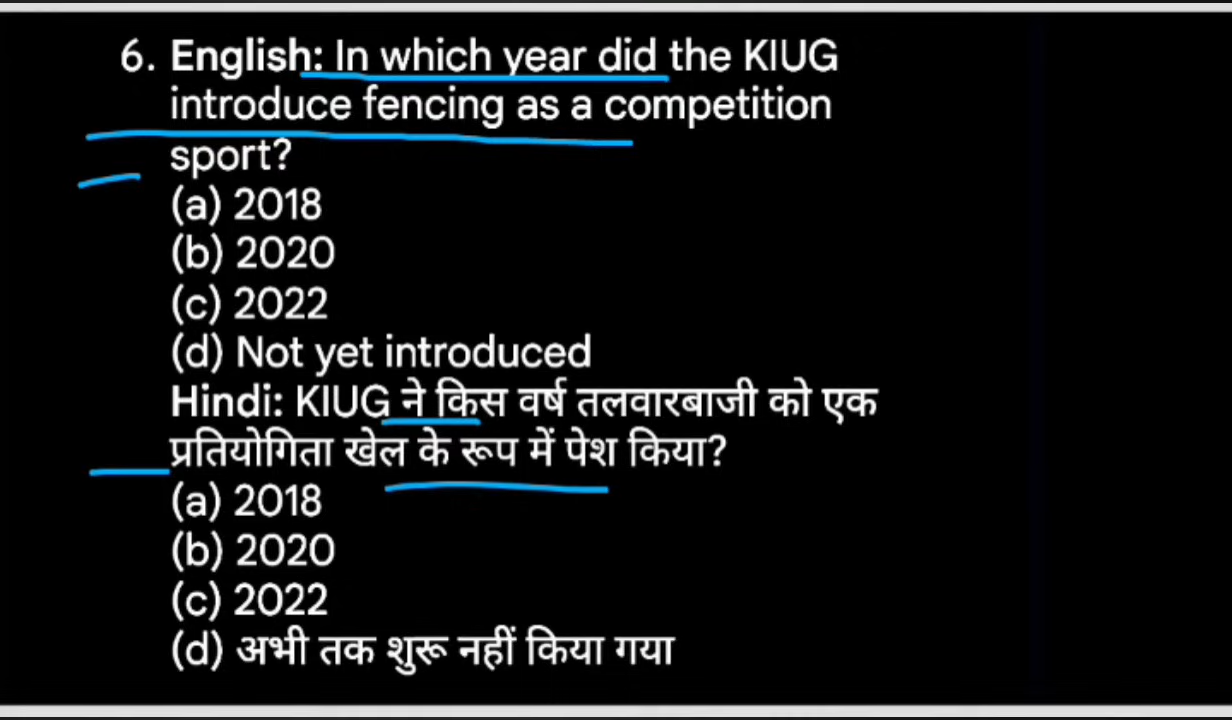 6. English: In which year did the KIUG
introduce fencing as a competition
sport?
(a) 2018
(b) 2020
(c) 2022
(d) Not yet introduced
Hindi: KIUG ने किस वर्ष तलवारबाजी को एक
प्रतियोगिता खेल के रूप में पेश किया?
(a) 2018
(b) 2020
(c) 2022
(d) अभी तक शुरू नहीं किया गया